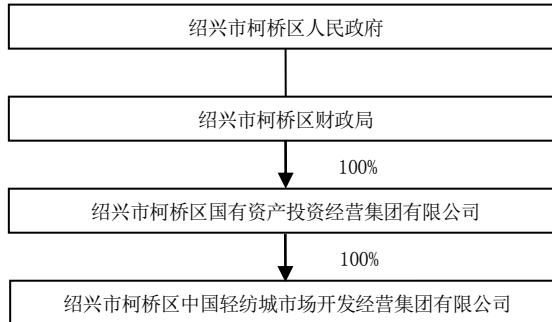 绍兴市柯桥区人民政府
绍兴市柯桥区财政局
100%
绍兴市柯桥区国有资产投资经营集团有限公司
100%
绍兴市柯桥区中国轻纺城市场开发经营集团有限公司